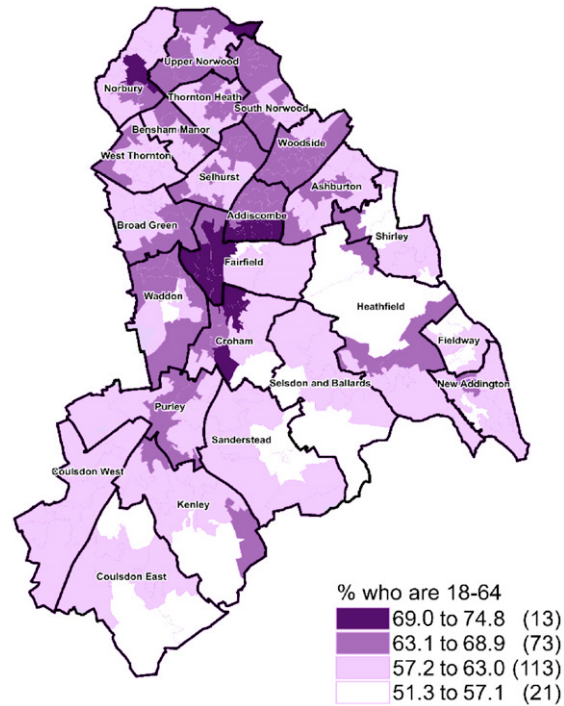 Upper Norwood
Norbury
Thornton Heath
South Norwood
Bensham Manor
Woodside
West Thornton
Selhurst
Ashburton
Addiscombe
Broad Green
Shirley
Fairfield
Waddon
Heathfield
Croham
Fieldway
Selsdon and Ballards
New Addington
Purley
Sanderstead
Coulsdon West
Kenley
Coulsdon East
% who are 18-64
69.0 to 74.8 (13)
63.1 to 68.9 (73)
57.2 to 63.0 (113)
51.3 to 57.1 (21)